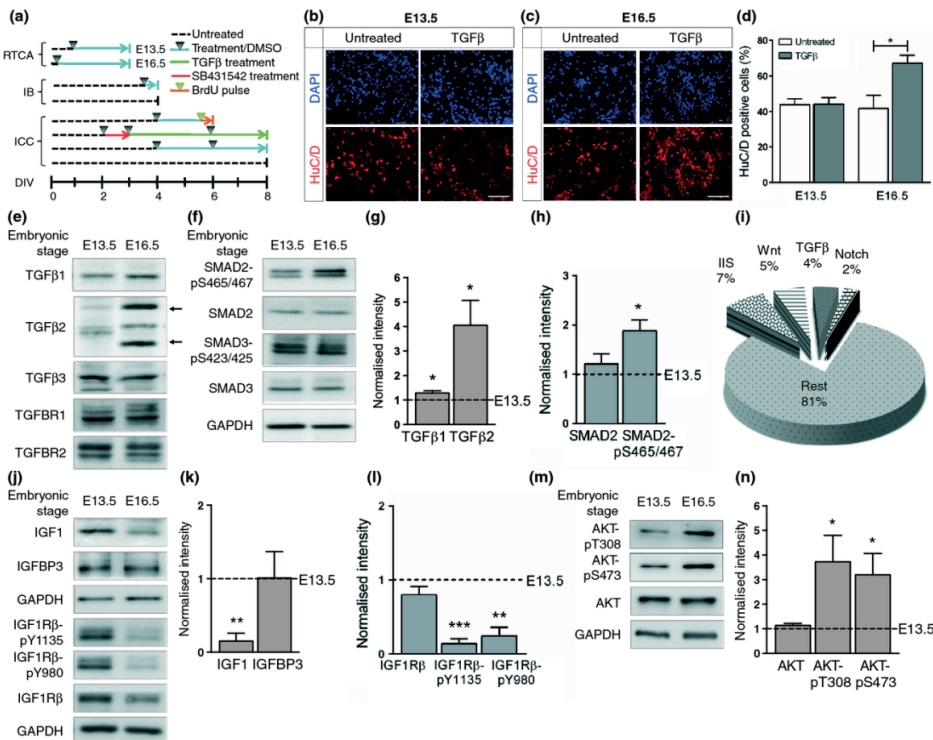 (a)
Untreated
Treatment/DMSO
TGFβ treatment
SB431542 treatment
BrdU pulse
RTCA
E13.5
E16.5
IB
ICC
DIV
0 2 4 6 8
(b) E13.5
Untreated TGFβ
DAPI
HuC/D
(c) E16.5
Untreated TGFβ
DAPI
HuC/D
(d)
Untreated
TGFβ
HuC/D positive cells (%)
80
60
40
20
0
*
E13.5 E16.5
(e)
Embryonic
stage
E13.5 E16.5
TGFβ1
TGFβ2
TGFβ3
TGFBR1
TGFBR2
(f)
Embryonic
stage
E13.5 E16.5
SMAD2-
pS465/467
SMAD2
SMAD3-
pS423/425
SMAD3
GAPDH
(g)
Normalised intensity
6
5
4
2
1
0
* *
E13.5
TGFβ1 TGFβ2
(h)
Normalised intensity
3
2
1
0
*
E13.5
SMAD2 SMAD2-
pS465/467
(i)
IIS
7%
Wnt
5%
TGFβ
4%
Notch
2%
Rest
81%
(j)
Embryonic
stage
E13.5 E16.5
IGF1
IGFBP3
GAPDH
IGF1Rβ-
pY1135
IGF1Rβ-
pY980
IGF1Rβ
GAPDH
(k)
Normalised intensity
2
1
0
**
E13.5
IGF1 IGFBP3
(l)
Normalised intensity
2
1
0
*** **
E13.5
IGF1Rβ IGF1Rβ-
pY1135
IGF1Rβ-
pY980
(m)
Embryonic
stage
E13.5 E16.5
AKT-
pT308
AKT-
pS473
AKT
GAPDH
(n)
Normalised intensity
6
5
4
3
2
1
0
* *
E13.5
AKT AKT-
pT308
AKT-
pS473